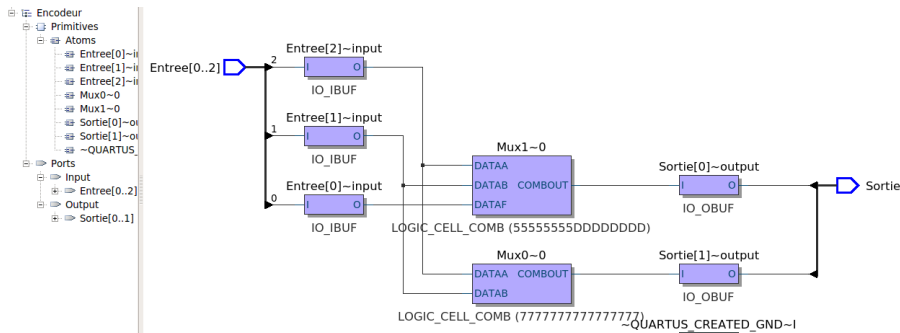 Encodeur
Primitives
Atoms
Entree[0]~i
Entree[1]~i
Entree[2]~i
Mux0~0
Mux1~0
Sortie[0]~o
Sortie[1]~o
~QUARTUS_
Ports
Input
Entree[0..2]
Output
Sortie[0..1]
Entree[0..2]
2
Entree[2]~input
I O
IO_IBUF
1
Entree[1]~input
I O
IO_IBUF
0
Entree[0]~input
I O
IO_IBUF
Mux1~0
DATAA
DATAB COMBOUT
DATAF
LOGIC_CELL_COMB (55555555DDDDDDDD)
Mux0~0
DATAA COMBOUT
DATAB
LOGIC_CELL_COMB (7777777777777777)
Sortie[0]~output
I O
IO_OBUF
Sortie[1]~output
I O
IO_OBUF
Sortie
~QUARTUS_CREATED_GND~I